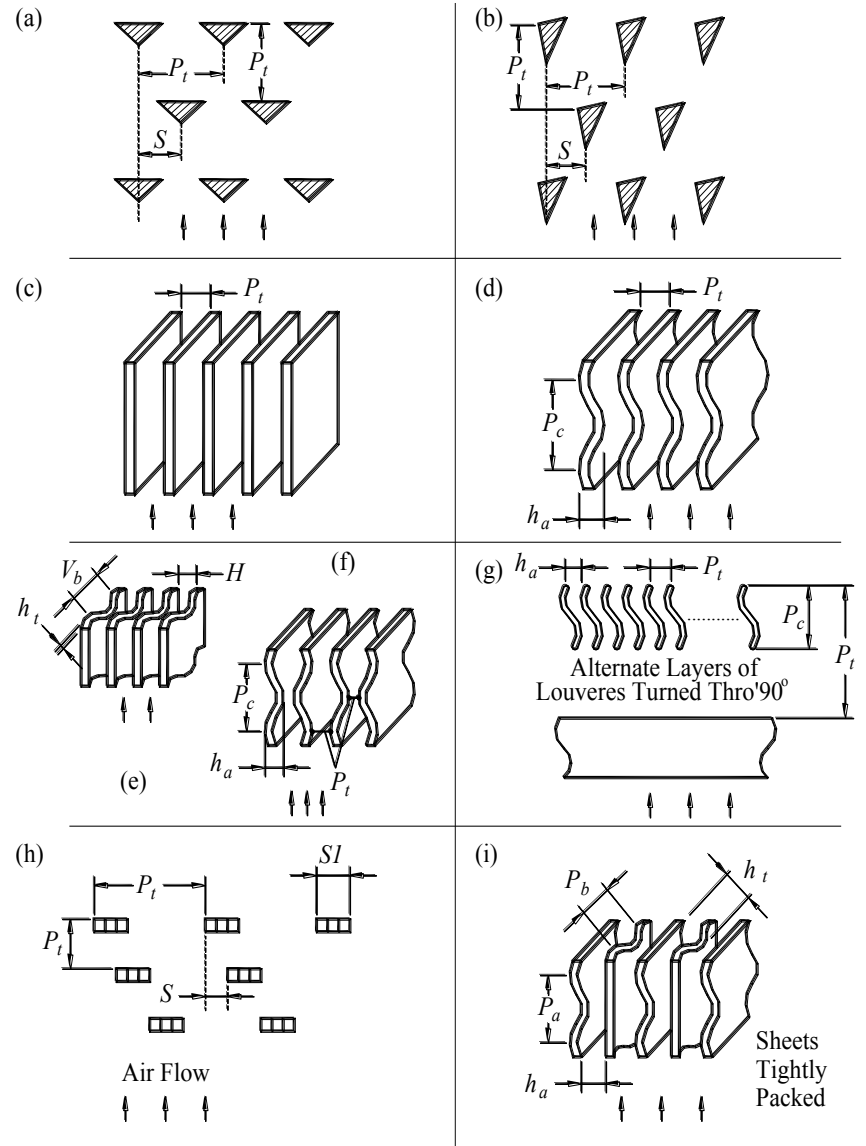 (a)
P_t
P_t
S
(b)
P_t
P_t
S
(c)
P_t
(d)
P_t
P_c
h_a
V_b
H
h_t
(e)
(f)
P_c
h_a
P_t
(g)
h_a
P_t
P_c
P_t
Alternate Layers of
Louveres Turned Thro'90°
(h)
P_t
S1
P_t
S
Air Flow
(i)
P_b
h_t
P_a
h_a
Sheets
Tightly
Packed